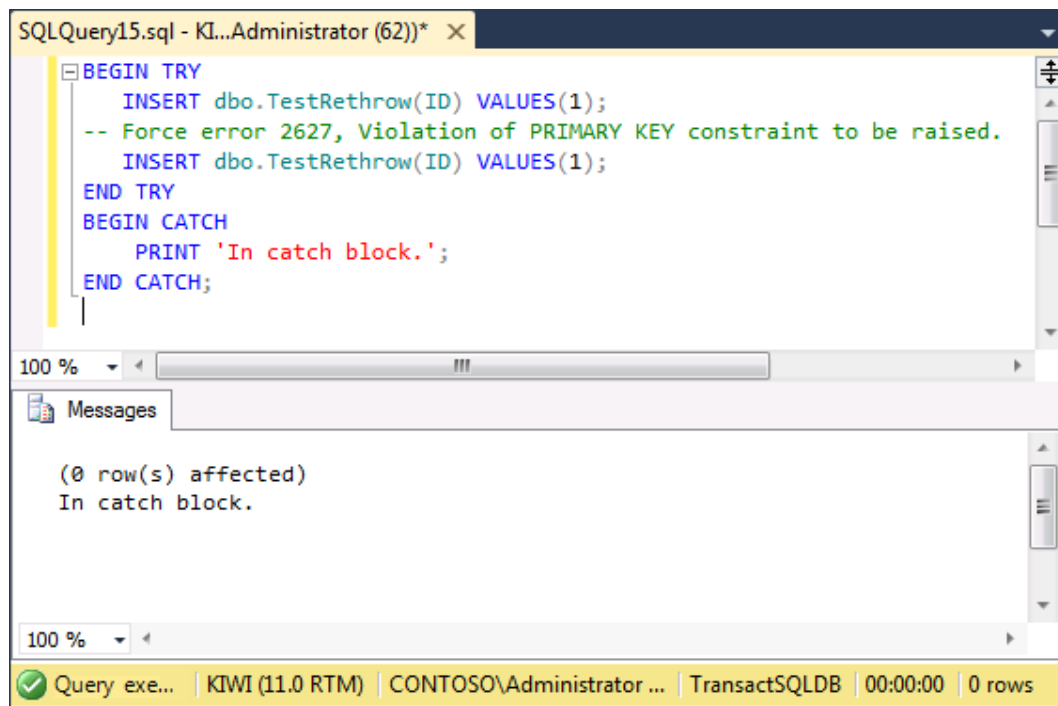 SQLQuery15.sql - KI...Administrator (62))*
BEGIN TRY
INSERT dbo.TestRethrow(ID) VALUES(1);
-- Force error 2627, Violation of PRIMARY KEY constraint to be raised.
INSERT dbo.TestRethrow(ID) VALUES(1);
END TRY
BEGIN CATCH
PRINT 'In catch block.';
END CATCH;
100 %
Messages
(0 row(s) affected)
In catch block.
100 %
Query exe... KIWI (11.0 RTM) CONTOSO\Administrator ... TransactSQLDB 00:00:00 0 rows